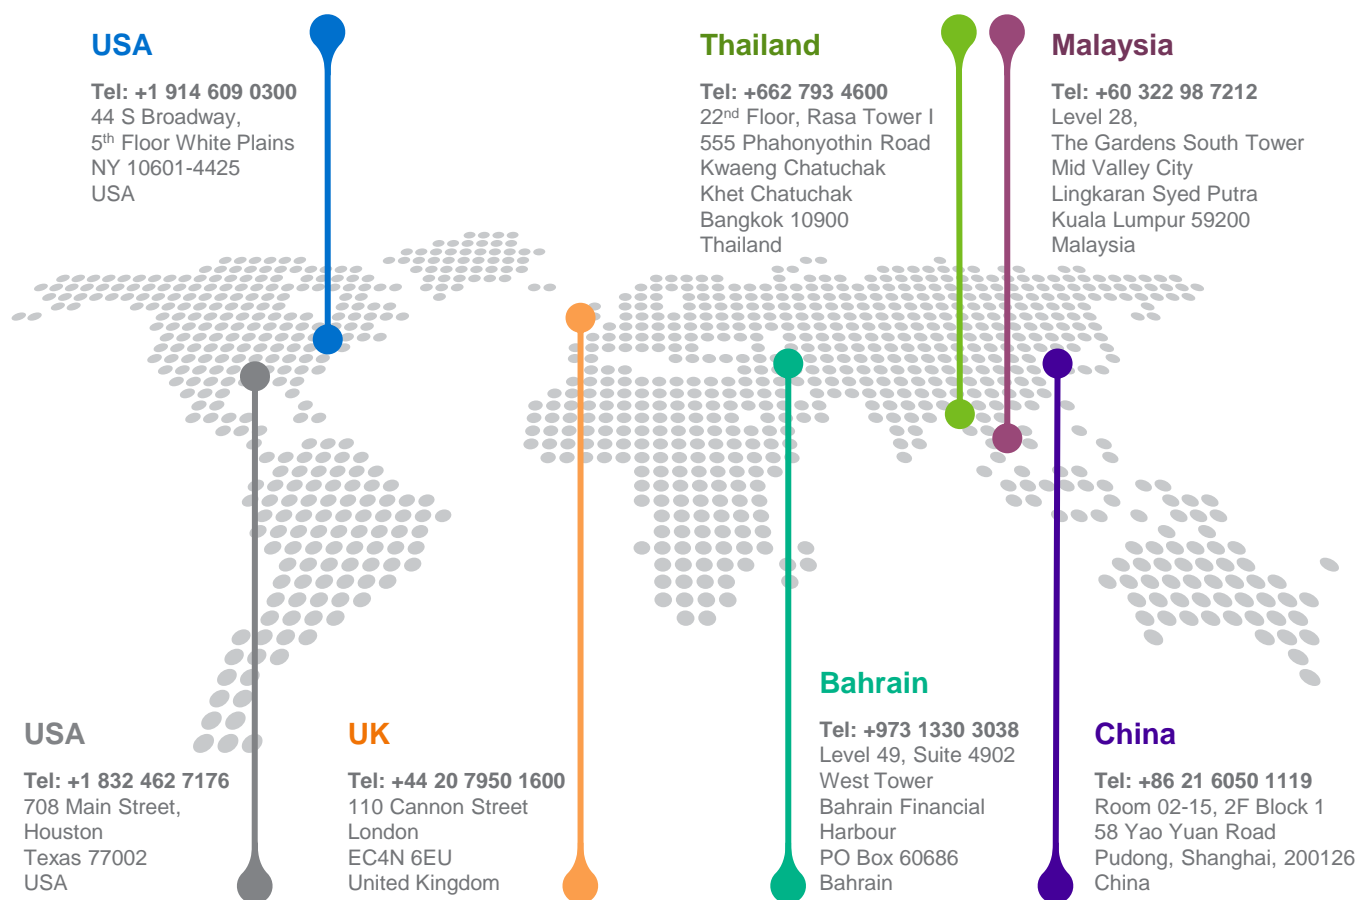 USA
Tel: +1 914 609 0300
44 S Broadway,
5th Floor White Plains
NY 10601-4425
USA
Thailand
Tel: +662 793 4600
22nd Floor, Rasa Tower I
555 Phahonyothin Road
Kwaeng Chatuchak
Khet Chatuchak
Bangkok 10900
Thailand
Malaysia
Tel: +60 322 98 7212
Level 28,
The Gardens South Tower
Mid Valley City
Lingkaran Syed Putra
Kuala Lumpur 59200
Malaysia
USA
Tel: +1 832 462 7176
708 Main Street,
Houston
Texas 77002
USA
UK
Tel: +44 20 7950 1600
110 Cannon Street
London
EC4N 6EU
United Kingdom
Bahrain
Tel: +973 1330 3038
Level 49, Suite 4902
West Tower
Bahrain Financial
Harbour
PO Box 60686
Bahrain
China
Tel: +86 21 6050 1119
Room 02-15, 2F Block 1
58 Yao Yuan Road
Pudong, Shanghai, 200126
China